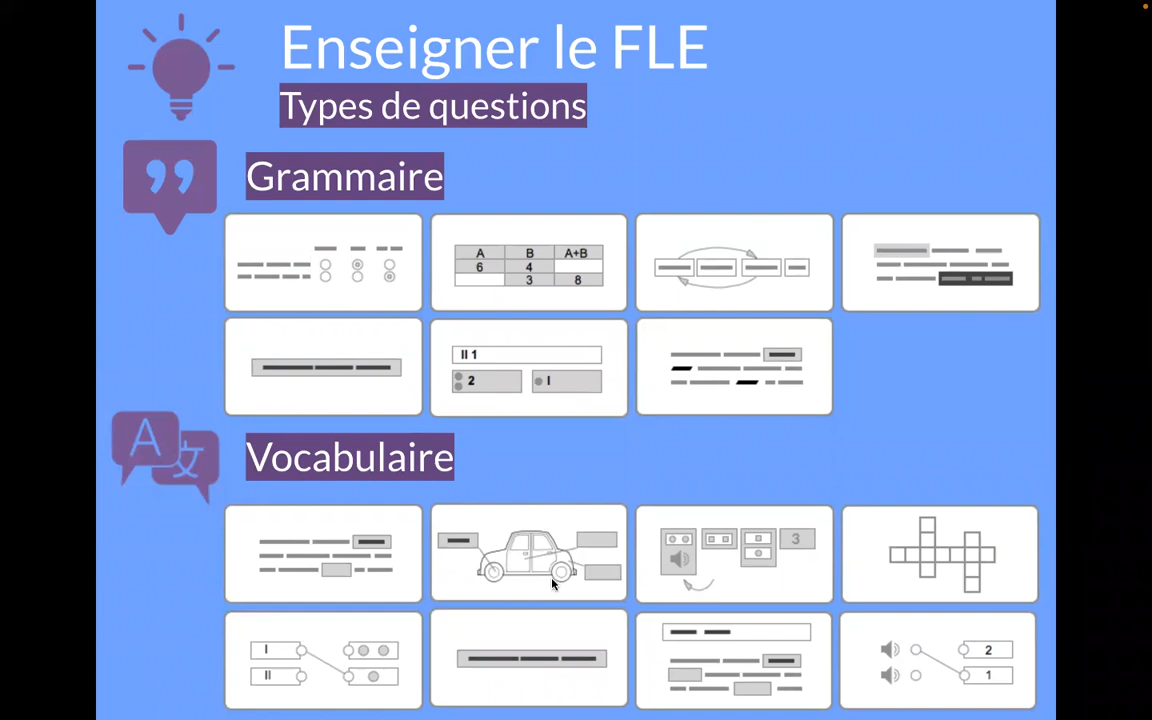 Enseigner le FLE
Types de questions
Grammaire
A B A+B
6 4
3 8
II 1
2 I
Vocabulaire
A 文
3
I
II
2
1